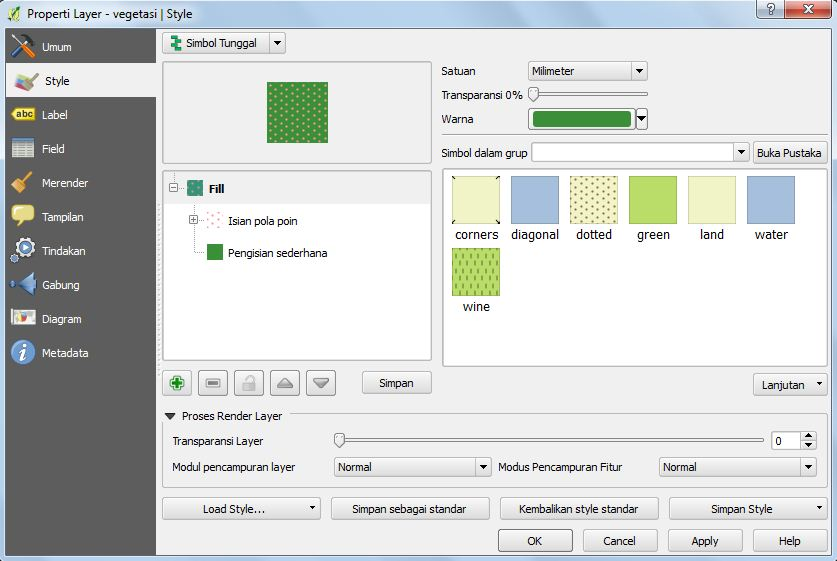 Properti Layer - vegetasi | Style
?
Umum
Style
abc
Label
Field
Merender
Tampilan
Tindakan
Gabung
Diagram
i
Metadata
Simbol Tunggal
Fill
Isian pola poin
Pengisian sederhana
Simpan
Satuan
Milimeter
Transparansi 0%
Warna
Simbol dalam grup
Buka Pustaka
corners
diagonal
dotted
green
land
water
wine
Lanjutan
Proses Render Layer
Transparansi Layer
0
Modul pencampuran layer
Normal
Modus Pencampuran Fitur
Normal
Load Style...
Simpan sebagai standar
Kembalikan style standar
Simpan Style
OK
Cancel
Apply
Help